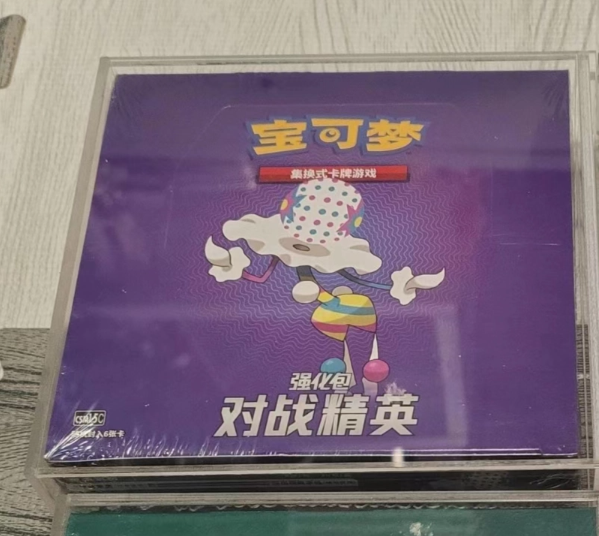 宝可梦
集换式卡牌游戏
强化包
对战精英